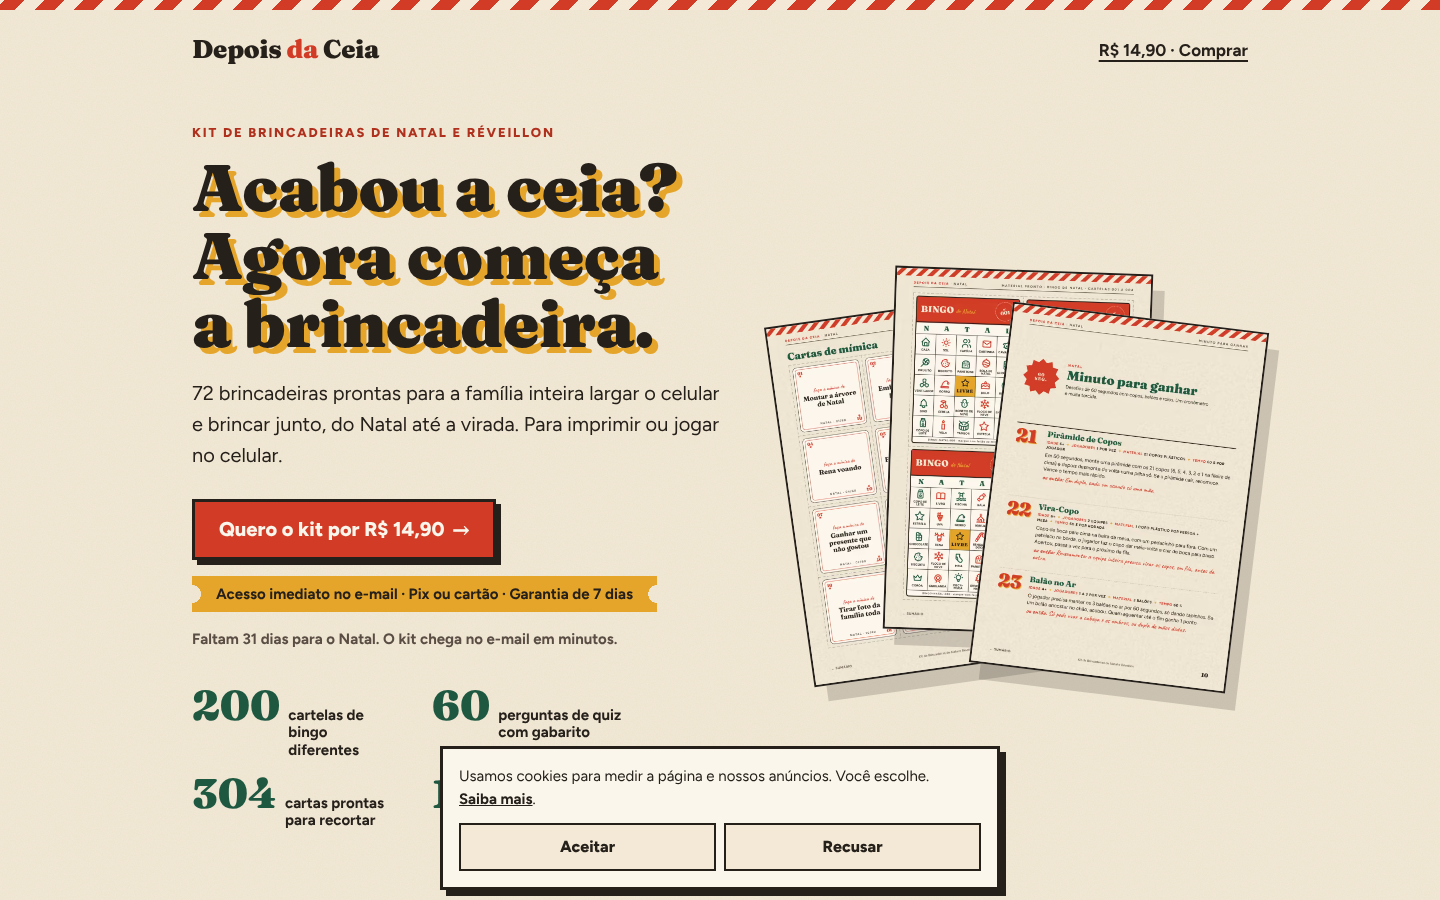 Depois da Ceia
R$ 14,90 · Comprar
KIT DE BRINCADEIRAS DE NATAL E RÉVEILLON
Acabou a ceia?
Agora começa
a brincadeira.
72 brincadeiras prontas para a família inteira largar o celular
e brincar junto, do Natal até a virada. Para imprimir ou jogar
no celular.
Quero o kit por R$ 14,90 →
Acesso imediato no e-mail · Pix ou cartão · Garantia de 7 dias
Faltam 31 dias para o Natal. O kit chega no e-mail em minutos.
200 cartelas de
bingo
diferentes
60 perguntas de quiz
com gabarito
304 cartas prontas
para recortar
Cartas de mímica
Montar a árvore
de Natal
Rena voando
Ganhar um
presente que
não gostou
Tirar foto da
família toda
BINGO de Natal
N A T A
LIVRE
BINGO de Natal
N A T A
LIVRE
Minuto para ganhar
21 Pirâmide de Copos
22 Vira-Copo
23 Balão no Ar
10
Usamos cookies para medir a página e nossos anúncios. Você escolhe.
Saiba mais.
Aceitar
Recusar